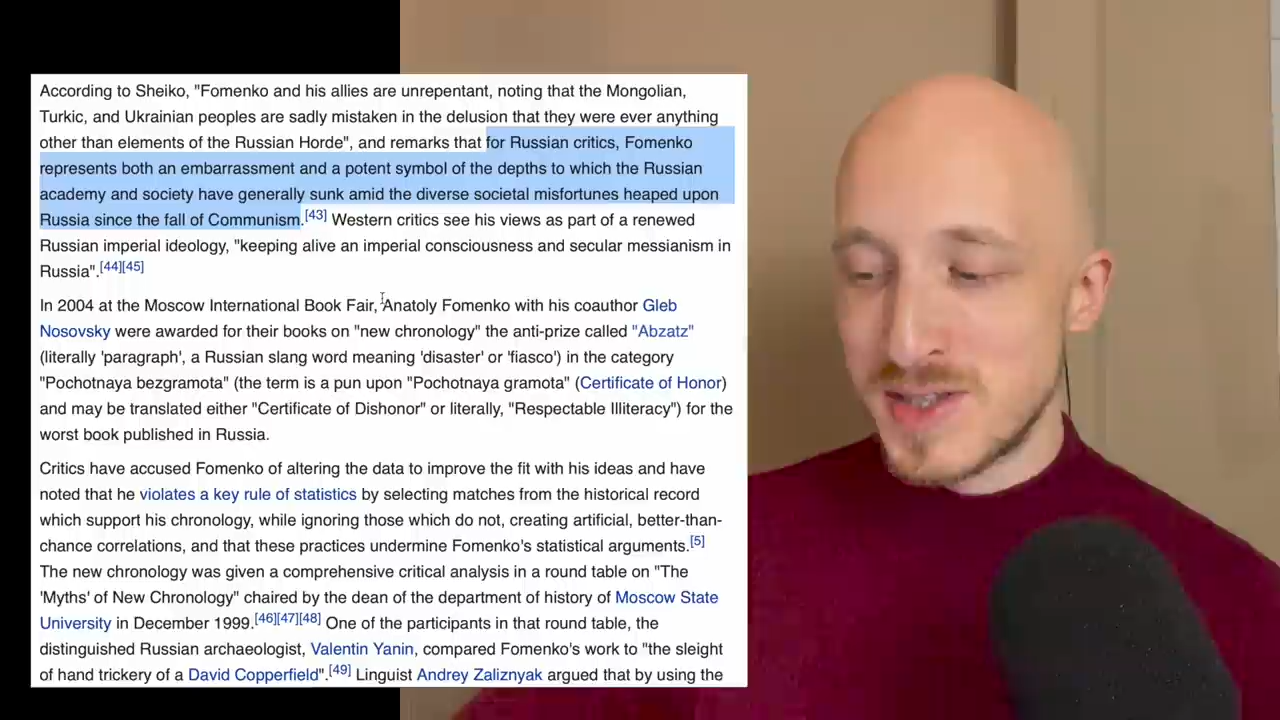 According to Sheiko, "Fomenko and his allies are unrepentant, noting that the Mongolian,
Turkic, and Ukrainian peoples are sadly mistaken in the delusion that they were ever anything
other than elements of the Russian Horde", and remarks that for Russian critics, Fomenko
represents both an embarrassment and a potent symbol of the depths to which the Russian
academy and society have generally sunk amid the diverse societal misfortunes heaped upon
Russia since the fall of Communism.[43] Western critics see his views as part of a renewed
Russian imperial ideology, "keeping alive an imperial consciousness and secular messianism in
Russia".[44][45]
In 2004 at the Moscow International Book Fair, Anatoly Fomenko with his coauthor Gleb
Nosovsky were awarded for their books on "new chronology" the anti-prize called "Abzatz"
(literally 'paragraph', a Russian slang word meaning 'disaster' or 'fiasco') in the category
"Pochotnaya bezgramota" (the term is a pun upon "Pochotnaya gramota" (Certificate of Honor)
and may be translated either "Certificate of Dishonor" or literally, "Respectable Illiteracy") for the
worst book published in Russia.
Critics have accused Fomenko of altering the data to improve the fit with his ideas and have
noted that he violates a key rule of statistics by selecting matches from the historical record
which support his chronology, while ignoring those which do not, creating artificial, better-than-
chance correlations, and that these practices undermine Fomenko's statistical arguments.[5]
The new chronology was given a comprehensive critical analysis in a round table on "The
'Myths' of New Chronology" chaired by the dean of the department of history of Moscow State
University in December 1999.[46][47][48] One of the participants in that round table, the
distinguished Russian archaeologist, Valentin Yanin, compared Fomenko's work to "the sleight
of hand trickery of a David Copperfield".[49] Linguist Andrey Zaliznyak argued that by using the